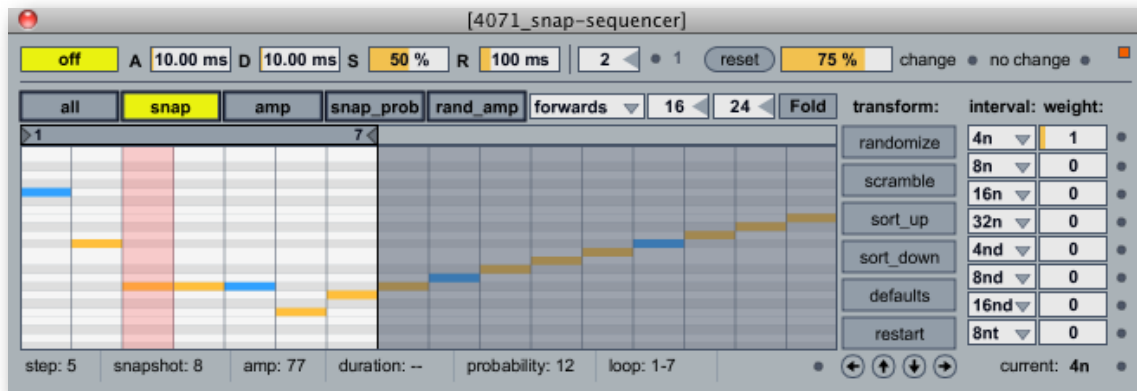 [4071_snap-sequencer]
off A 10.00 ms D 10.00 ms S 50 % R 100 ms 2 1 reset 75 % change no change
all snap amp snap_prob rand_amp forwards 16 24 Fold transform: interval: weight:
1 7
randomize 4n 1
8n 0
scramble 16n 0
sort_up 32n 0
sort_down 4nd 0
8nd 0
defaults 16nd 0
restart 8nt 0
step: 5 snapshot: 8 amp: 77 duration: -- probability: 12 loop: 1-7 current: 4n